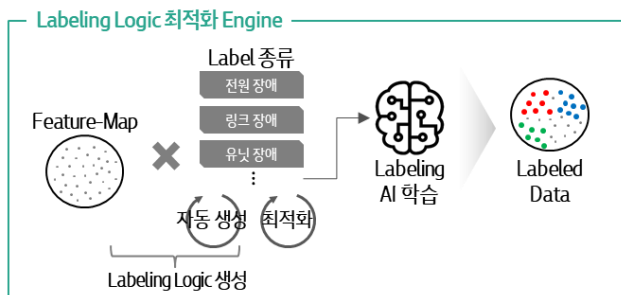 Labeling Logic 최적화 Engine
Label 종류
전원 장애
링크 장애
유닛 장애
Feature-Map
자동 생성
최적화
Labeling Logic 생성
Labeling
AI 학습
Labeled
Data